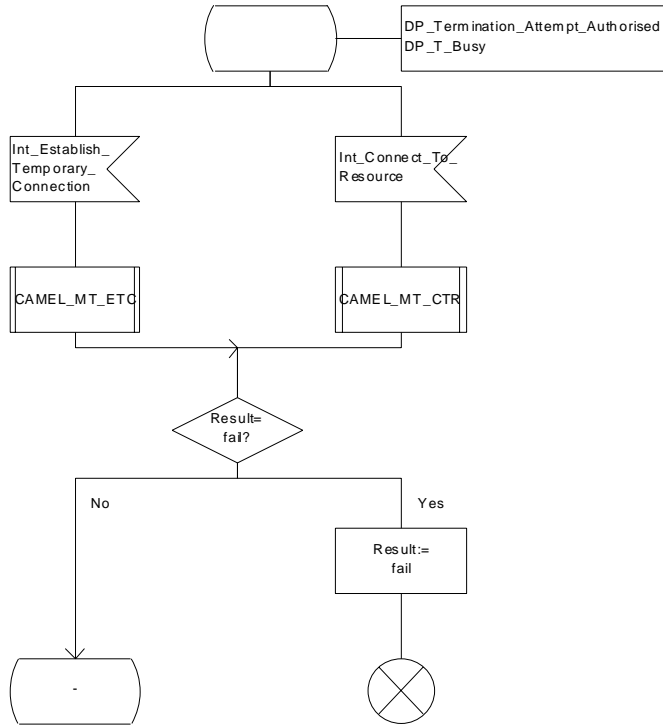 DP_Termination_Attempt_Authorised
DP_T_Busy
Int_Establish_
Temporary_
Connection
Int_Connect_To_
Resource
CAMEL_MT_ETC
CAMEL_MT_CTR
Result=
fail?
No
Yes
Result:=
fail
-